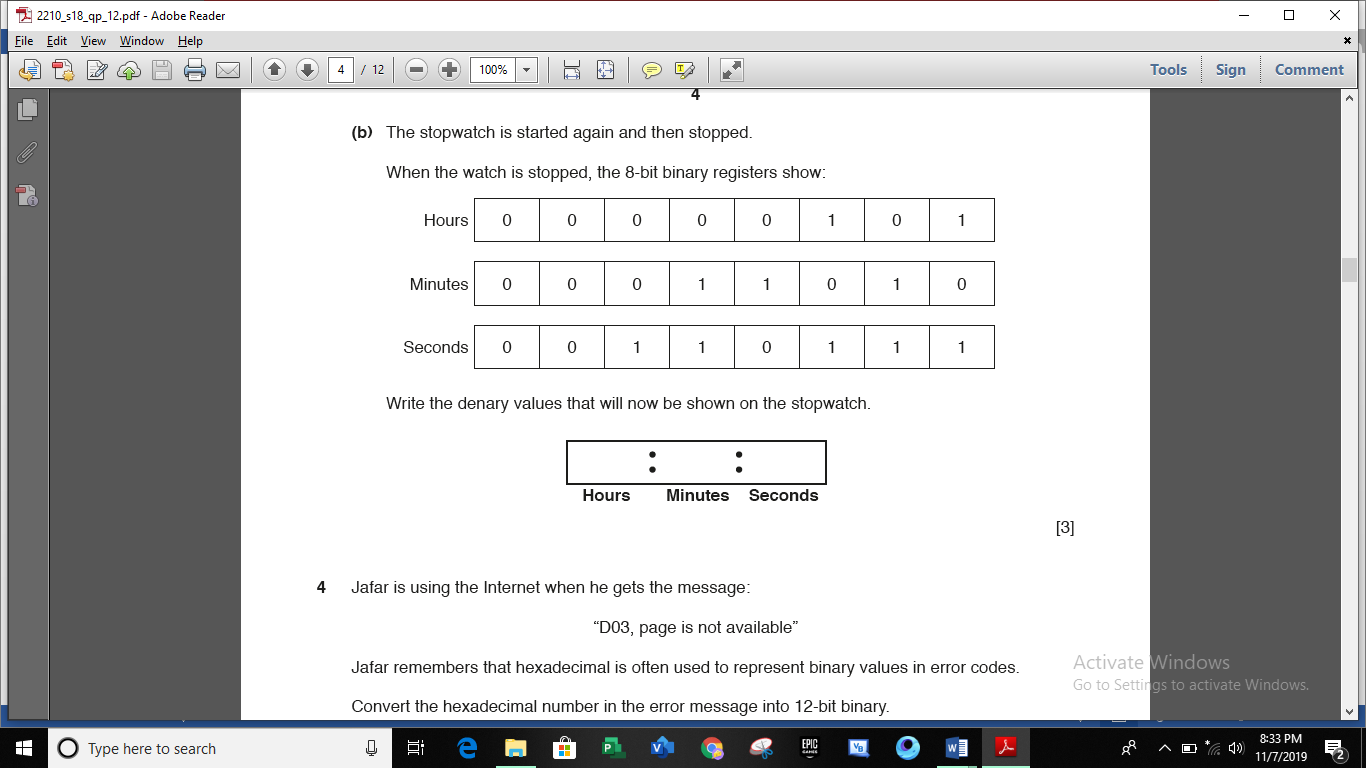 2210_s18_qp_12.pdf - Adobe Reader
File Edit View Window Help
4 / 12 100% Tools Sign Comment
4
(b) The stopwatch is started again and then stopped.
When the watch is stopped, the 8-bit binary registers show:
Hours 0 0 0 0 0 1 0 1
Minutes 0 0 0 1 1 0 1 0
Seconds 0 0 1 1 0 1 1 1
Write the denary values that will now be shown on the stopwatch.
: :
Hours Minutes Seconds
[3]
4 Jafar is using the Internet when he gets the message:
“D03, page is not available”
Jafar remembers that hexadecimal is often used to represent binary values in error codes.
Convert the hexadecimal number in the error message into 12-bit binary.
Activate Windows
Go to Settings to activate Windows.
Type here to search
EPIC GAMES
8:33 PM
11/7/2019
2